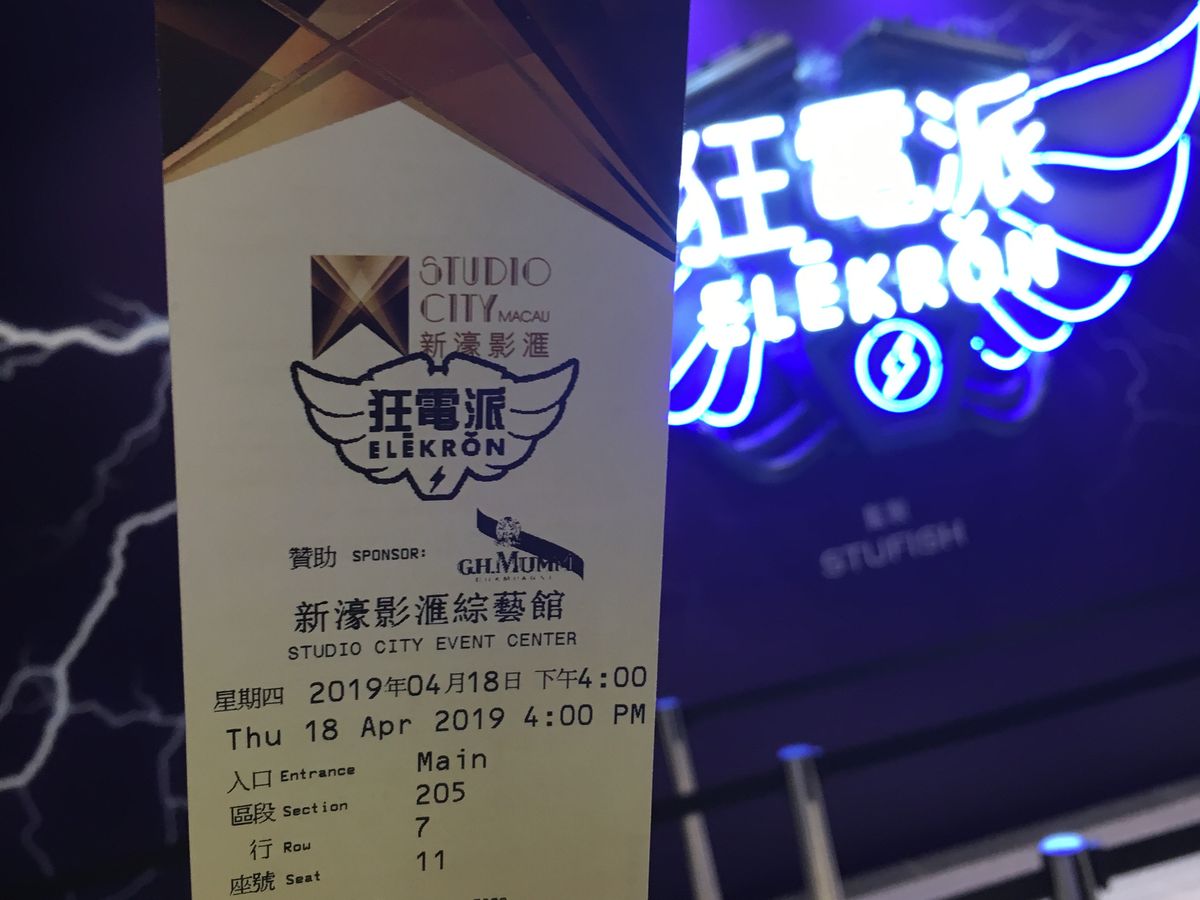 STUDIO
CITY MACAU
新濠影滙
狂電派
ELĒKRŎN
贊助 SPONSOR:
G.H.MUMM
CHAMPAGNE
新濠影滙綜藝館
STUDIO CITY EVENT CENTER
星期四 2019年04月18日 下午4:00
Thu 18 Apr 2019 4:00 PM
入口 Entrance Main
區段 Section 205
行 Row 7
座號 Seat 11
狂電派
ELĒKRŎN
STUFISH